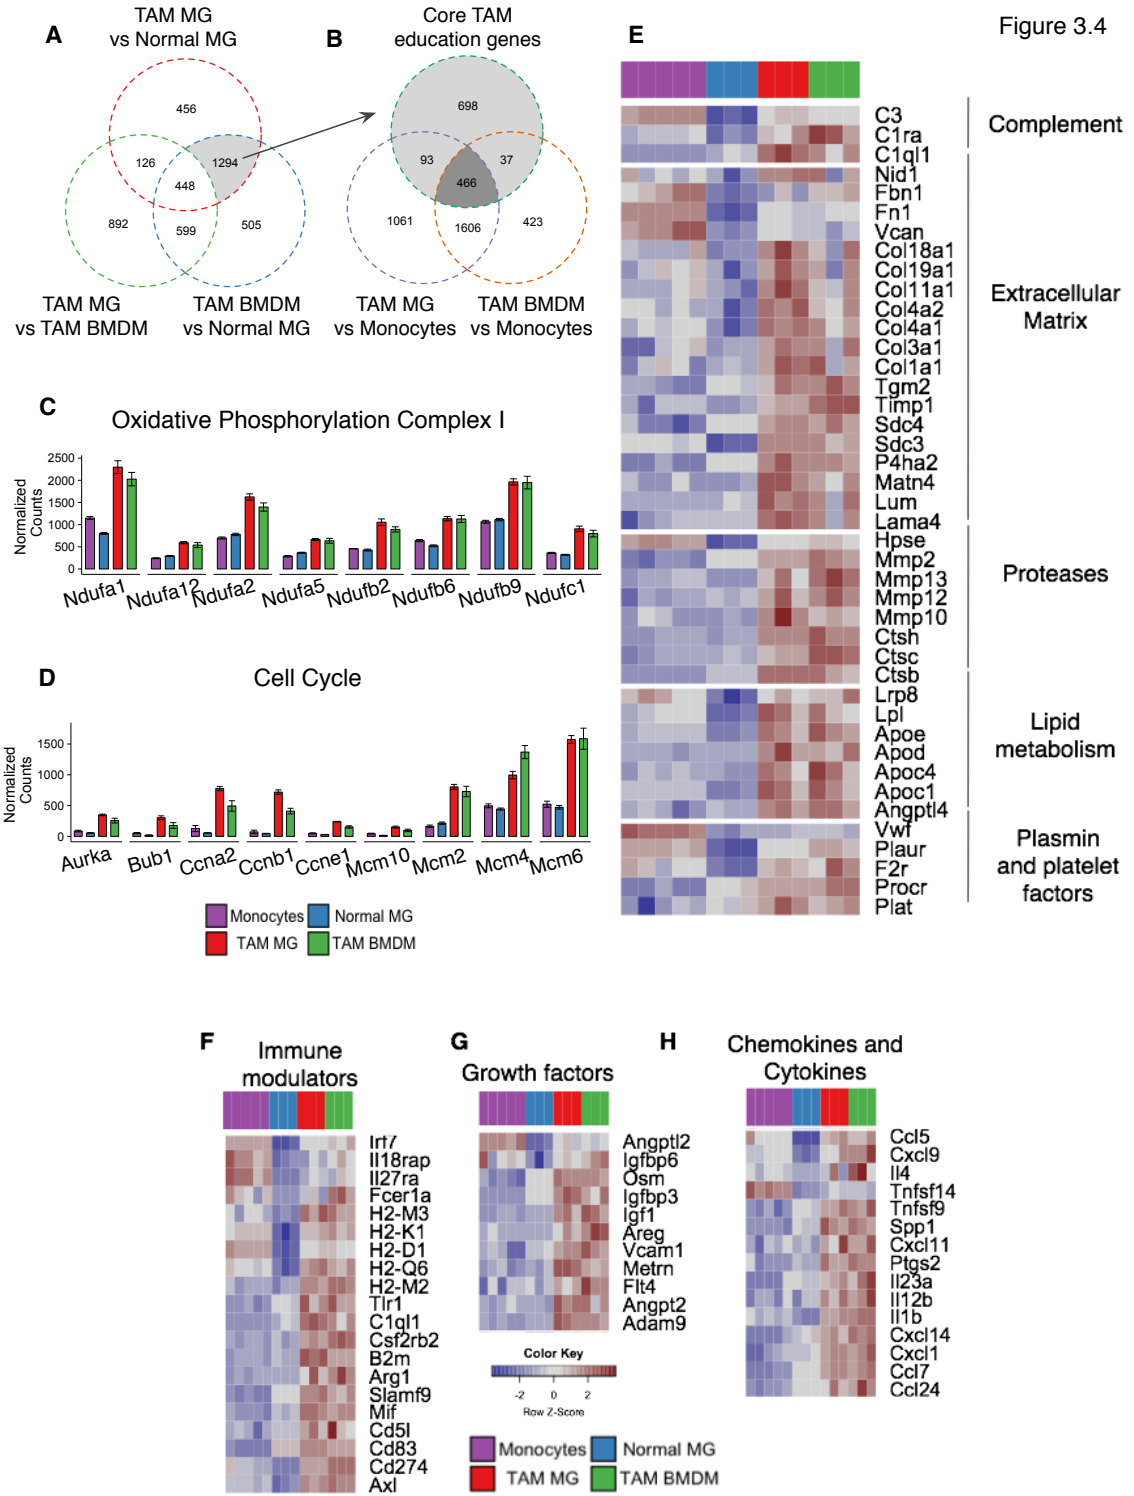 Figure 3.4
A
TAM MG
vs Normal MG
456
126
1294
448
892
599
505
TAM MG
vs TAM BMDM
TAM BMDM
vs Normal MG
B
Core TAM
education genes
698
93
37
466
1061
1606
423
TAM MG
vs Monocytes
TAM BMDM
vs Monocytes
C
Oxidative Phosphorylation Complex I
Normalized
Counts
2500
2000
1500
1000
500
0
Ndufa1
Ndufa12
Ndufa2
Ndufa5
Ndufb2
Ndufb6
Ndufb9
Ndufc1
D
Cell Cycle
Normalized
Counts
1500
1000
500
0
Aurka
Bub1
Ccna2
Ccnb1
Ccne1
Mcm10
Mcm2
Mcm4
Mcm6
Monocytes
Normal MG
TAM MG
TAM BMDM
E
C3
C1ra
C1ql1
Complement
Nid1
Fbn1
Fn1
Vcan
Col18a1
Col19a1
Col11a1
Col4a2
Col4a1
Col3a1
Col1a1
Tgm2
Timp1
Sdc4
Sdc3
P4ha2
Matn4
Lum
Lama4
Extracellular
Matrix
Hpse
Mmp2
Mmp13
Mmp12
Mmp10
Ctsh
Ctsc
Ctsb
Proteases
Lrp8
Lpl
Apoe
Apod
Apoc4
Apoc1
Angptl4
Lipid
metabolism
Vwf
Plaur
F2r
Procr
Plat
Plasmin
and platelet
factors
F
Immune
modulators
Irf7
Il18rap
Il27ra
Fcer1a
H2-M3
H2-K1
H2-D1
H2-Q6
H2-M2
Tlr1
C1ql1
Csf2rb2
B2m
Arg1
Slamf9
Mif
Cd5l
Cd83
Cd274
Axl
G
Growth factors
Angptl2
Igfbp6
Osm
Igfbp3
Igf1
Areg
Vcam1
Metrn
Flt4
Angpt2
Adam9
Color Key
-2
0
2
Row Z-Score
H
Chemokines and
Cytokines
Ccl5
Cxcl9
Il4
Tnfsf14
Tnfsf9
Spp1
Cxcl11
Ptgs2
Il23a
Il12b
Il1b
Cxcl14
Cxcl1
Ccl7
Ccl24
Monocytes
Normal MG
TAM MG
TAM BMDM